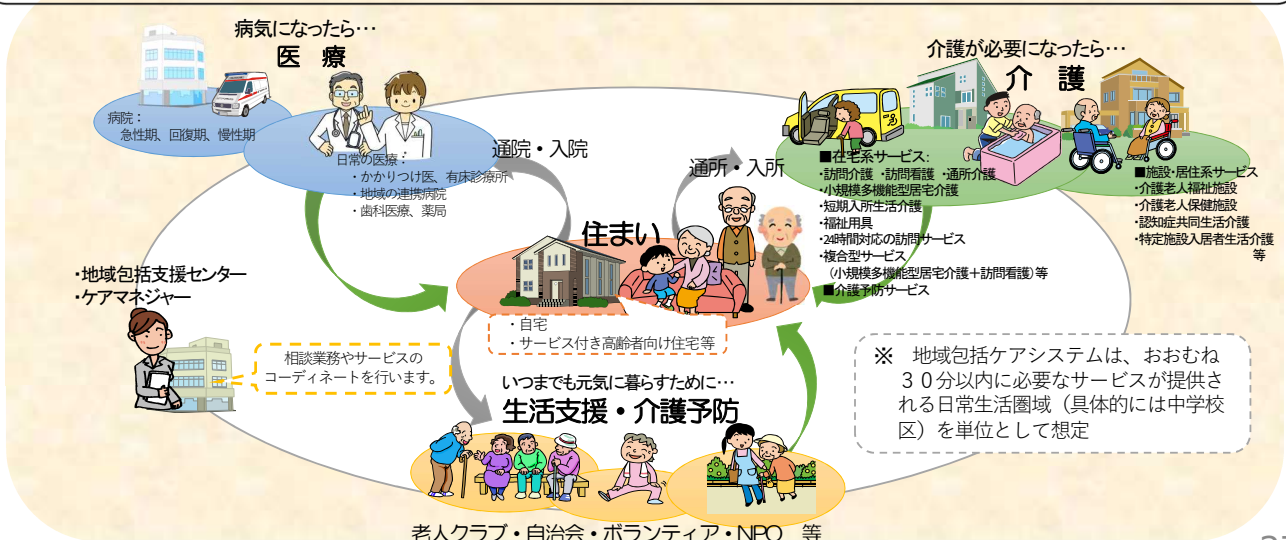 病気になったら…
医 療
病院：
急性期、回復期、慢性期
日常の医療：
・かかりつけ医、有床診療所
・地域の連携病院
・歯科医療、薬局
通院・入院
介護が必要になったら…
介 護
通所・入所
■在宅系サービス:
・訪問介護 ・訪問看護 ・通所介護
・小規模多機能型居宅介護
・短期入所生活介護
・福祉用具
・24時間対応の訪問サービス
・複合型サービス
（小規模多機能型居宅介護＋訪問看護）等
■介護予防サービス
■施設・居住系サービス
・介護老人福祉施設
・介護老人保健施設
・認知症共同生活介護
・特定施設入居者生活介護
等
住まい
・自宅
・サービス付き高齢者向け住宅等
・地域包括支援センター
・ケアマネジャー
相談業務やサービスの
コーディネートを行います。
いつまでも元気に暮らすために…
生活支援・介護予防
老人クラブ・自治会・ボランティア・NPO 等
※ 地域包括ケアシステムは、おおむね
３０分以内に必要なサービスが提供さ
れる日常生活圏域（具体的には中学校
区）を単位として想定